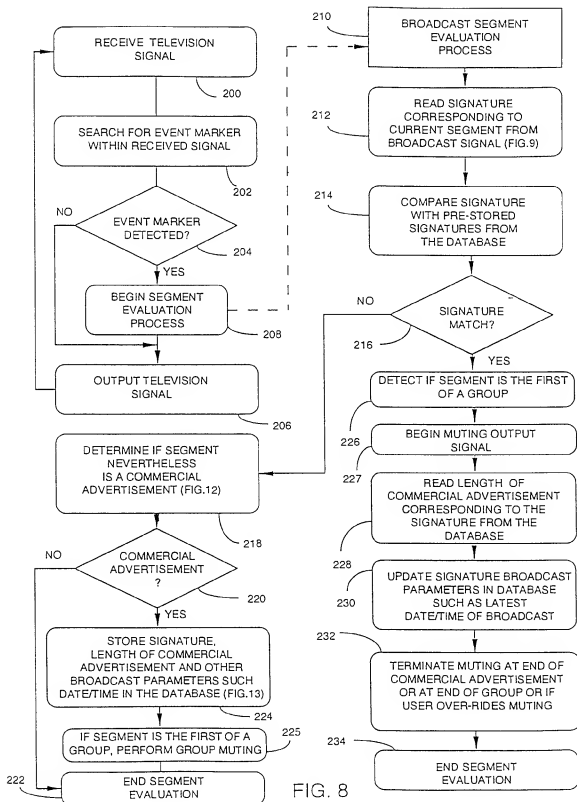 RECEIVE TELEVISION
SIGNAL
200
SEARCH FOR EVENT MARKER
WITHIN RECEIVED SIGNAL
202
NO
EVENT MARKER
DETECTED?
204
YES
BEGIN SEGMENT
EVALUATION
PROCESS
208
OUTPUT TELEVISION
SIGNAL
206
DETERMINE IF SEGMENT
NEVERTHELESS
IS A COMMERCIAL
ADVERTISEMENT (FIG.12)
218
NO
COMMERCIAL
ADVERTISEMENT
?
220
YES
STORE SIGNATURE,
LENGTH OF COMMERCIAL
ADVERTISEMENT AND OTHER
BROADCAST PARAMETERS SUCH
DATE/TIME IN THE DATABASE (FIG.13)
224
IF SEGMENT IS THE FIRST OF A
GROUP, PERFORM GROUP MUTING
225
222
END SEGMENT
EVALUATION
210
BROADCAST SEGMENT
EVALUATION
PROCESS
212
READ SIGNATURE
CORRESPONDING TO
CURRENT SEGMENT FROM
BROADCAST SIGNAL (FIG.9)
214
COMPARE SIGNATURE
WITH PRE-STORED
SIGNATURES FROM
THE DATABASE
NO
SIGNATURE
MATCH?
216
YES
DETECT IF SEGMENT IS THE FIRST
OF A GROUP
226
BEGIN MUTING OUTPUT
SIGNAL
227
READ LENGTH OF
COMMERCIAL ADVERTISEMENT
CORRESPONDING TO THE
SIGNATURE FROM THE
DATABASE
228
UPDATE SIGNATURE BROADCAST
PARAMETERS IN DATABASE
SUCH AS LATEST
DATE/TIME OF BROADCAST
230
232
TERMINATE MUTING AT END OF
COMMERCIAL ADVERTISEMENT
OR AT END OF GROUP OR IF
USER OVER-RIDES MUTING
234
END SEGMENT
EVALUATION
FIG. 8